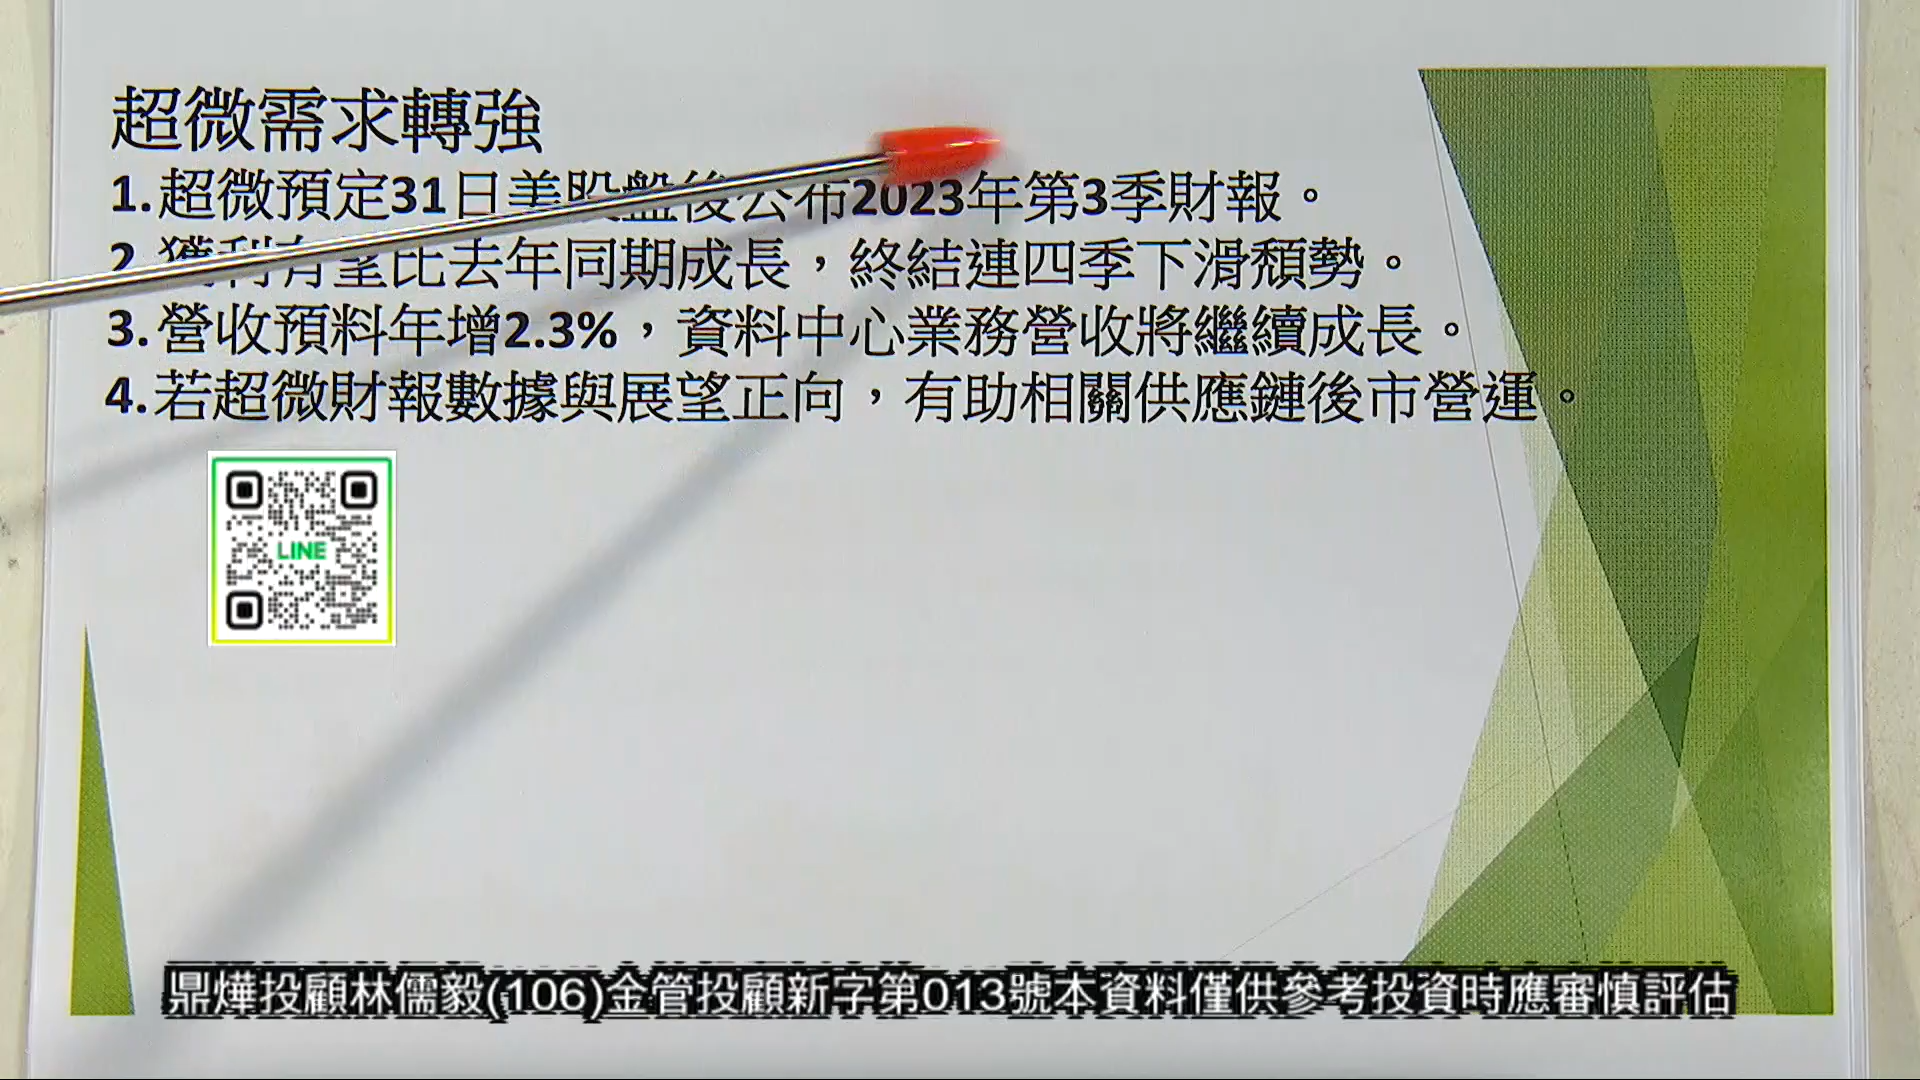 超微需求轉強
1.超微預定31日美股盤後公布2023年第3季財報。
2.獲利有望比去年同期成長，終結連四季下滑頹勢。
3.營收預料年增2.3%，資料中心業務營收將繼續成長。
4.若超微財報數據與展望正向，有助相關供應鏈後市營運。
LINE
鼎燁投顧林儒毅(106)金管投顧新字第013號本資料僅供參考投資時應審慎評估